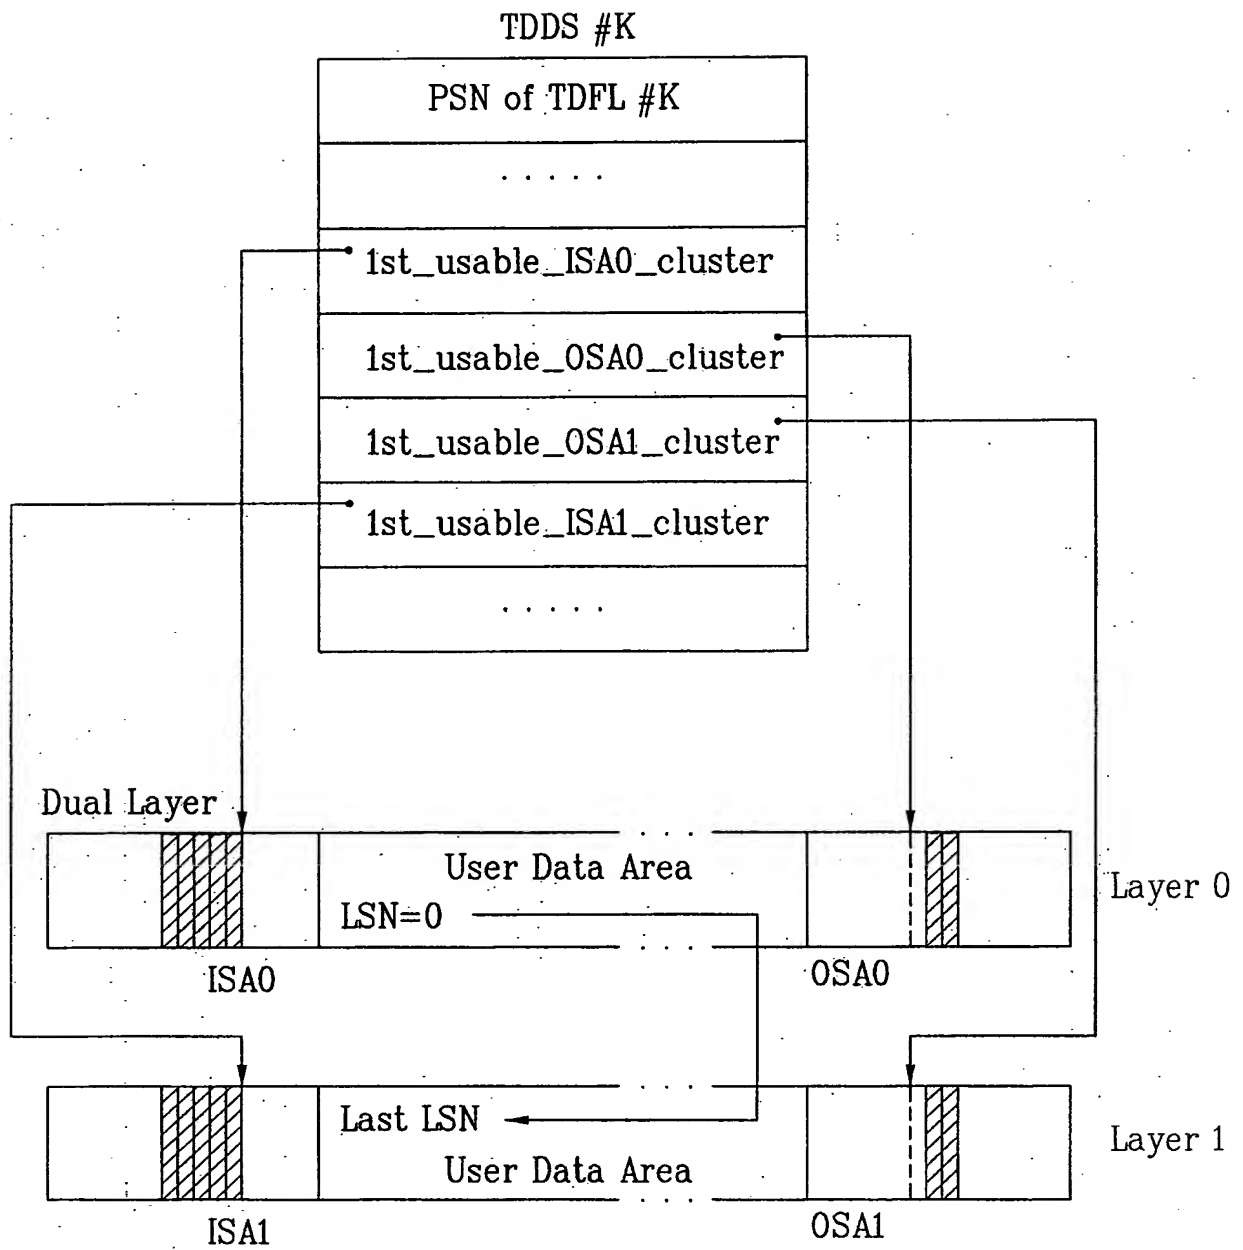 TDDS #K
PSN of TDFL #K
. . . . .
1st_usable_ISA0_cluster
1st_usable_OSA0_cluster
1st_usable_OSA1_cluster
1st_usable_ISA1_cluster
. . . . .
Dual Layer
User Data Area
LSN=0
Layer 0
ISA0
OSA0
Last LSN
User Data Area
Layer 1
ISA1
OSA1